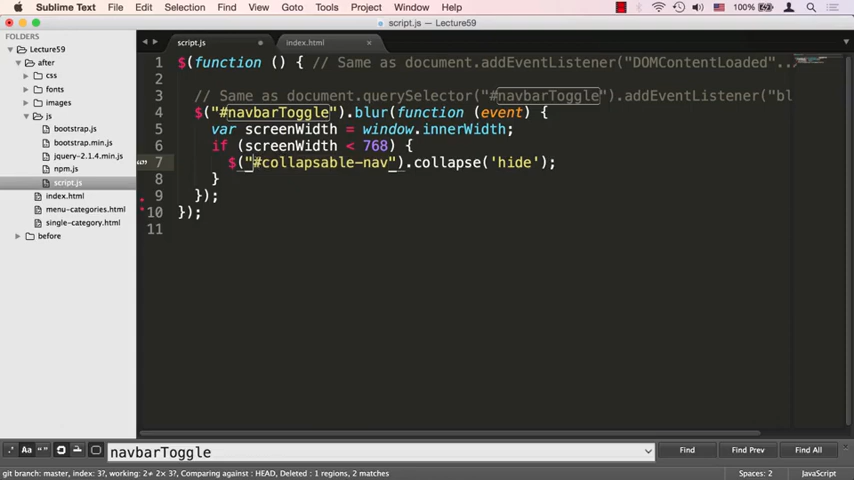 Sublime Text File Edit Selection Find View Goto Tools Project Window Help 100%
script.js
FOLDERS
Lecture59
after
css
fonts
images
js
bootstrap.js
bootstrap.min.js
jquery-2.1.4.min.js
npm.js
script.js
index.html
menu-categories.html
single-category.html
before
script.js index.html
1 $(function () { // Same as document.addEventListener("DOMContentLoaded"...
2
3 // Same as document.querySelector("#navbarToggle").addEventListener("bl
4 $("#navbarToggle").blur(function (event) {
5 var screenWidth = window.innerWidth;
6 if (screenWidth < 768) {
7 $("#collapsable-nav").collapse('hide');
8 }
9 });
10 });
11
.* Aa “” navbarToggle Find Find Prev Find All
git branch: master, index: 3?, working: 2≠ 2× 3?, Comparing against : HEAD, Deleted : 1 regions, 2 matches Spaces: 2 JavaScript